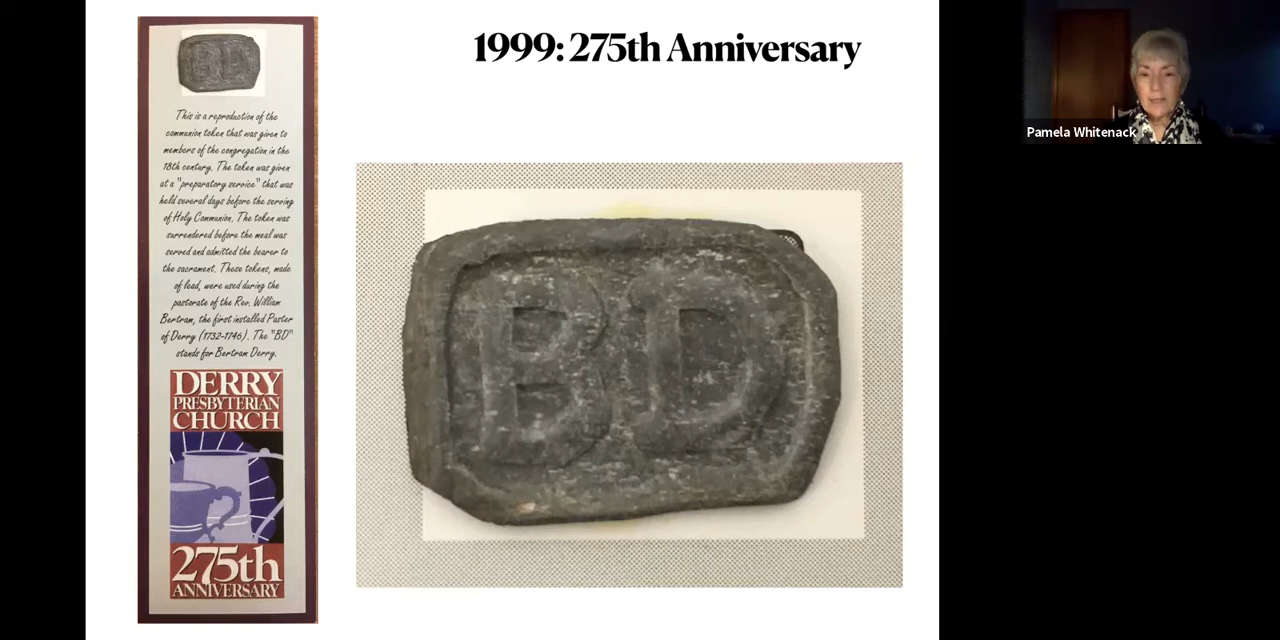 1999: 275th Anniversary
BD
This is a reproduction of the
communion token that was given to
members of the congregation in the
18th century. The token was given
at a "preparatory service" that was
held several days before the serving
of Holy Communion. The token was
surrendered before the meal was
served and admitted the bearer to
the sacrament. These tokens, made
of lead, were used during the
pastorate of the Rev. William
Bertram, the first installed Pastor
of Derry (1732-1746). The "BD"
stands for Bertram Derry.
DERRY
PRESBYTERIAN
CHURCH
275th
ANNIVERSARY
BD
Pamela Whitenack